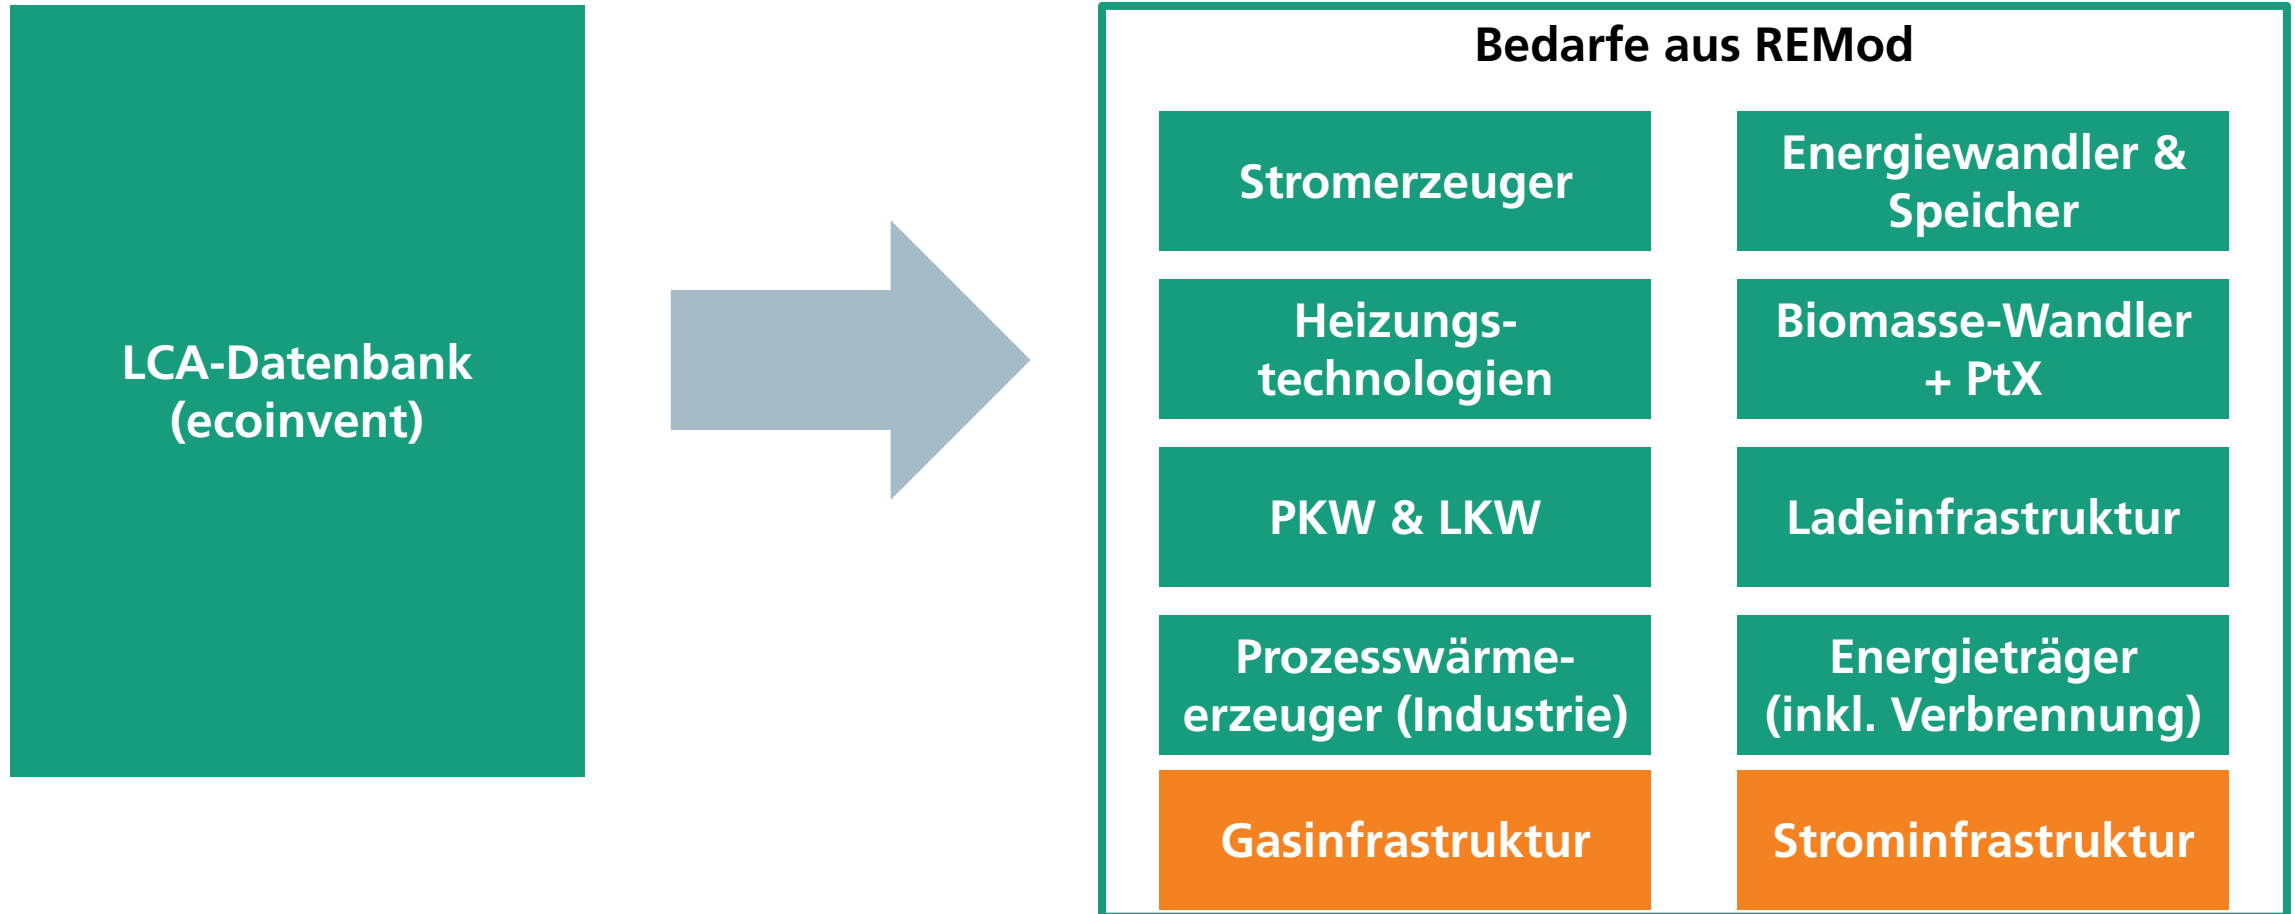 LCA-Datenbank
(ecoinvent)
Bedarfe aus REMod
Stromerzeuger
Energiewandler &
Speicher
Heizungs-
technologien
Biomasse-Wandler
+ PtX
PKW & LKW
Ladeinfrastruktur
Prozesswärme-
erzeuger (Industrie)
Energieträger
(inkl. Verbrennung)
Gasinfrastruktur
Strominfrastruktur